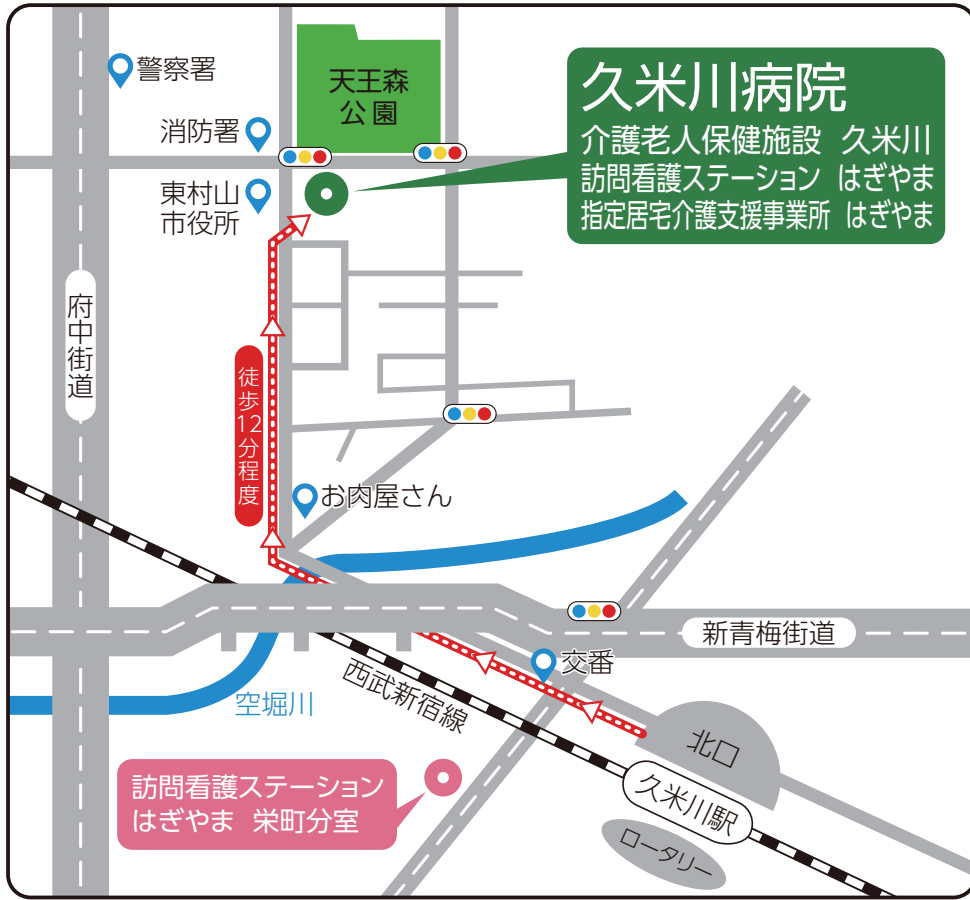 警察署
消防署
東村山
市役所
天王森
公園
久米川病院
介護老人保健施設 久米川
訪問看護ステーション はぎやま
指定居宅介護支援事業所 はぎやま
府中街道
徒歩12分程度
お肉屋さん
新青梅街道
交番
空堀川
西武新宿線
北口
久米川駅
ロータリー
訪問看護ステーション
はぎやま 栄町分室